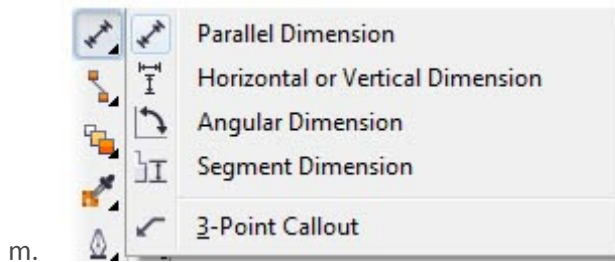 Parallel Dimension
Horizontal or Vertical Dimension
Angular Dimension
Segment Dimension
3-Point Callout
m.